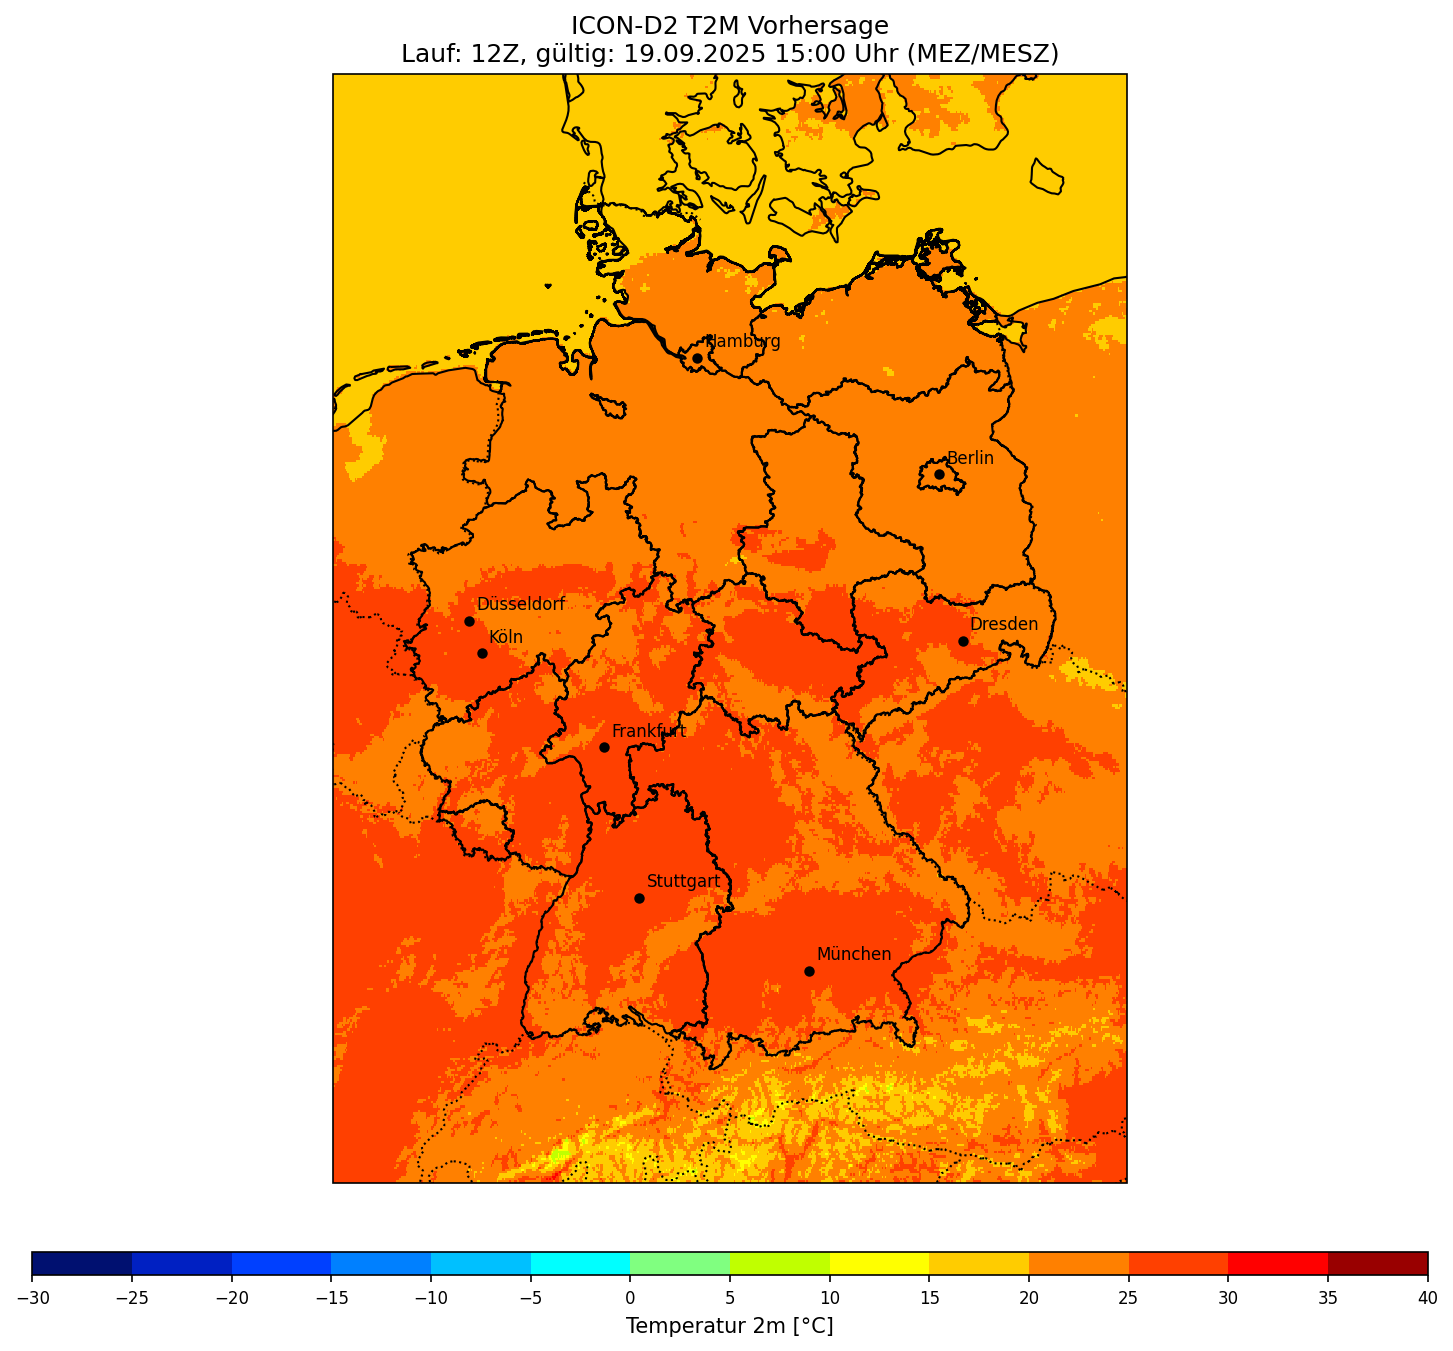 ICON-D2 T2M Vorhersage
Lauf: 12Z, gültig: 19.09.2025 15:00 Uhr (MEZ/MESZ)
Hamburg
Berlin
Düsseldorf
Köln
Dresden
Frankfurt
Stuttgart
München
−30 −25 −20 −15 −10 −5 0 5 10 15 20 25 30 35 40
Temperatur 2m [°C]